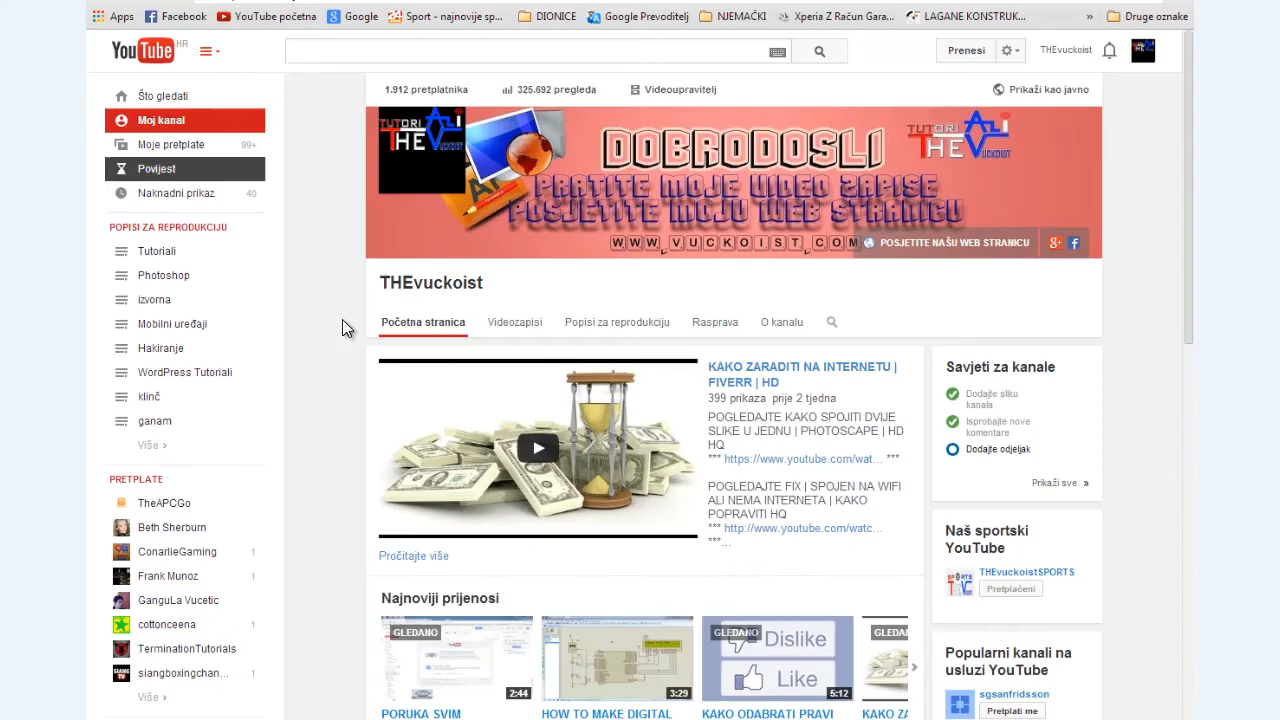 Apps Facebook YouTube početna Google Sport - najnovije sp... DIONICE Google Prevoditelj NJEMAČKI Xperia Z Račun Gara... LAGANE KONSTRUK... » Druge oznake
YouTube HR
Prenesi THEvuckoist
Što gledati
Moj kanal
Moje pretplate 99+
Povijest
Naknadni prikaz 40
POPISI ZA REPRODUKCIJU
Tutoriali
Photoshop
izvorna
Mobilni uređaji
Hakiranje
WordPress Tutoriali
klinč
ganam
Više ›
PRETPLATE
TheAPCGo
Beth Sherburn
ConarlieGaming 1
Frank Munoz 1
GanguLa Vucetic
cottonceena 1
TerminativeTutorials
siangboxingchan... 1
Više ›
1.912 pretplatnika 325.692 pregleda Videoupravitelj Prikaži kao javno
TUTORI ALI
THE VUCKOIST
DOBRODOSLI
PRATITE MOJE VIDEO ZAPISE
POSJETITE MOJU WEB STRANICU
WWW.VUCKOIST.COM
TUTORI ALI
THE VUCKOIST
POSJETITE NAŠU WEB STRANICU
THEvuckoist
Početna stranica Videozapisi Popisi za reprodukciju Rasprava O kanalu
KAKO ZARADITI NA INTERNETU |
FIVERR | HD
399 prikaza prije 2 tjedna
POGLEDAJTE KAKO SPOJITI DVIJE
SLIKE U JEDNU | PHOTOSCAPE | HD
HQ
*** https://www.youtube.com/wat... ***
POGLEDAJTE FIX | SPOJEN NA WIFI
ALI NEMA INTERNETA | KAKO
POPRAVITI HQ
*** http://www.youtube.com/watc...
***...
Pročitajte više
Najnoviji prijenosi
GLEDANO
2:44
PORUKA SVIM
3:29
HOW TO MAKE DIGITAL
GLEDANO
Dislike
Like
5:12
KAKO ODABRATI PRAVI
GLEDA
KAKO ZA
Savjeti za kanale
Dodajte sliku
kanala
Isprobajte nove
komentare
Dodajte odjeljak
Prikaži sve »
Naš sportski
YouTube
THEvuckoistSPORTS
Pretplaćeni
Popularni kanali na
usluzi YouTube
sgsanfridsson
Pretplati me